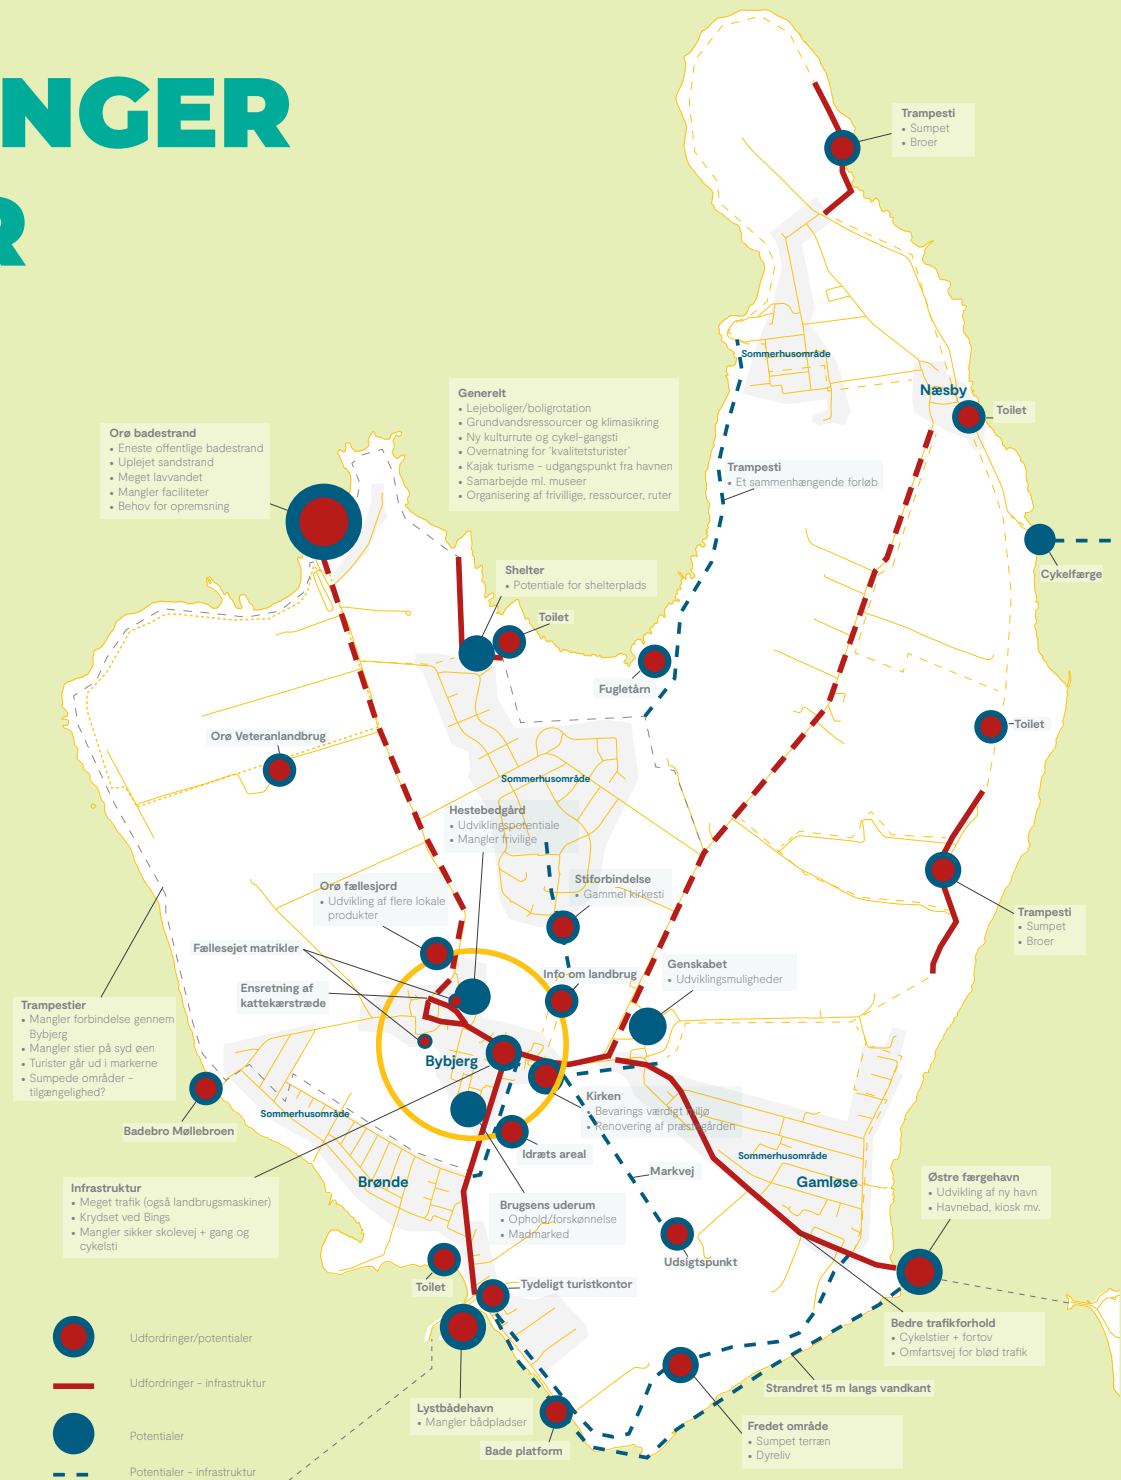 NGER
R
Trampesti
• Sumpet
• Broer
Sommerhusområde
Næsby
Toilet
Generelt
• Lejeboliger/boligrotation
• Grundvandsressourcer og klimasikring
• Ny kulturrute og cykel-gangsti
• Overnatning for ‘kvalitetsturister’
• Kajak turisme – udgangspunkt fra havnen
• Samarbejde ml. museer
• Organisering af frivillige, ressourcer, ruter
Orø badestrand
• Eneste offentlige badestrand
• Uplejet sandstrand
• Meget lavvandet
• Mangler faciliteter
• Behov for opremsning
Trampesti
• Et sammenhængende forløb
Cykelfærge
Shelter
• Potentiale for shelterplads
Toilet
Fugletårn
Toilet
Orø Veteranlandbrug
Sommerhusområde
Hestebedgård
• Udviklingspotentiale
• Mangler frivilige
Stiforbindelse
• Gammel kirkesti
Orø fællesjord
• Udvikling af flere lokale
produkter
Fællesejet matrikler
Trampesti
• Sumpet
• Broer
Info om landbrug
Genskabet
• Udviklingsmuligheder
Ensretning af
kattekærstræde
Trampestier
• Mangler forbindelse gennem
Bybjerg
• Mangler stier på syd øen
• Turister går ud i markerne
• Sumpede områder –
tilgængelighed?
Bybjerg
Kirken
• Bevarings værdigt miljø
• Renovering af præstegården
Sommerhusområde
Badebro Møllebroen
Idræts areal
Sommerhusområde
Markvej
Brønde
Gamløse
Østre færgehavn
• Udvikling af ny havn
• Havnebad, kiosk mv.
Infrastruktur
• Meget trafik (også landbrugsmaskiner)
• Krydset ved Bings
• Mangler sikker skolevej + gang og
cykelsti
Brugsens uderum
• Ophold/forskønnelse
• Madmarked
Udsigtspunkt
Toilet
Tydeligt turistkontor
Bedre trafikforhold
• Cykelstier + fortov
• Omfartsvej for blød trafik
Udfordringer/potentialer
Udfordringer – infrastruktur
Potentialer
Potentialer – infrastruktur
Strandret 15 m langs vandkant
Lystbådehavn
• Mangler bådpladser
Bade platform
Fredet område
• Sumpet terræn
• Dyreliv